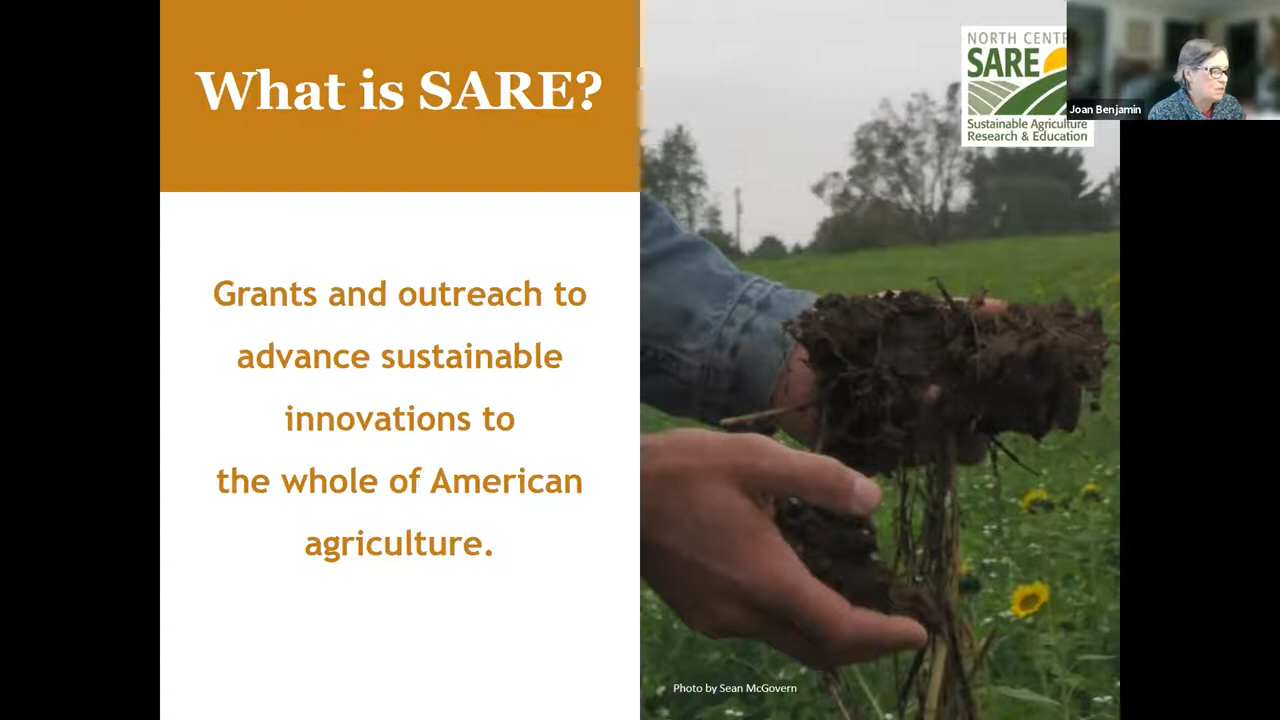 What is SARE?
Grants and outreach to
advance sustainable
innovations to
the whole of American
agriculture.
NORTH CENTR
SARE
Sustainable Agriculture
Research & Education
Joan Benjamin
Photo by Sean McGovern